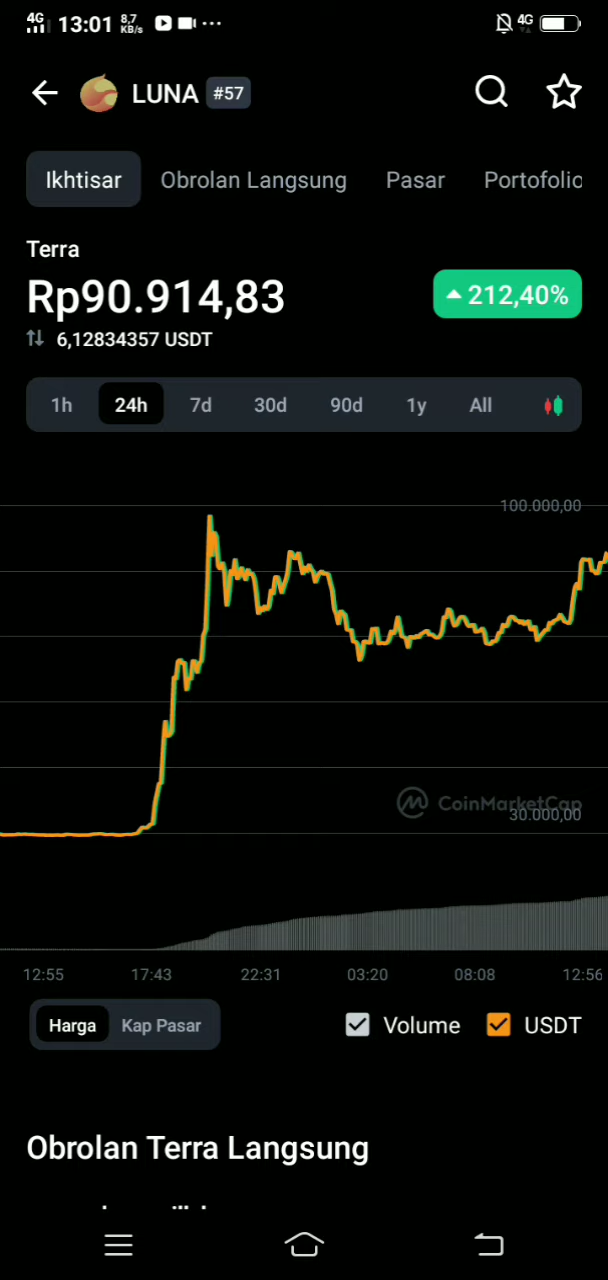 4G 13:01 8,7 KB/s ··· 4G
LUNA #57
Ikhtisar Obrolan Langsung Pasar Portofolio
Terra
Rp90.914,83 212,40%
6,12834357 USDT
1h 24h 7d 30d 90d 1y All
100.000,00
CoinMarketCap
30.000,00
12:55 17:43 22:31 03:20 08:08 12:56
Harga Kap Pasar Volume USDT
Obrolan Terra Langsung